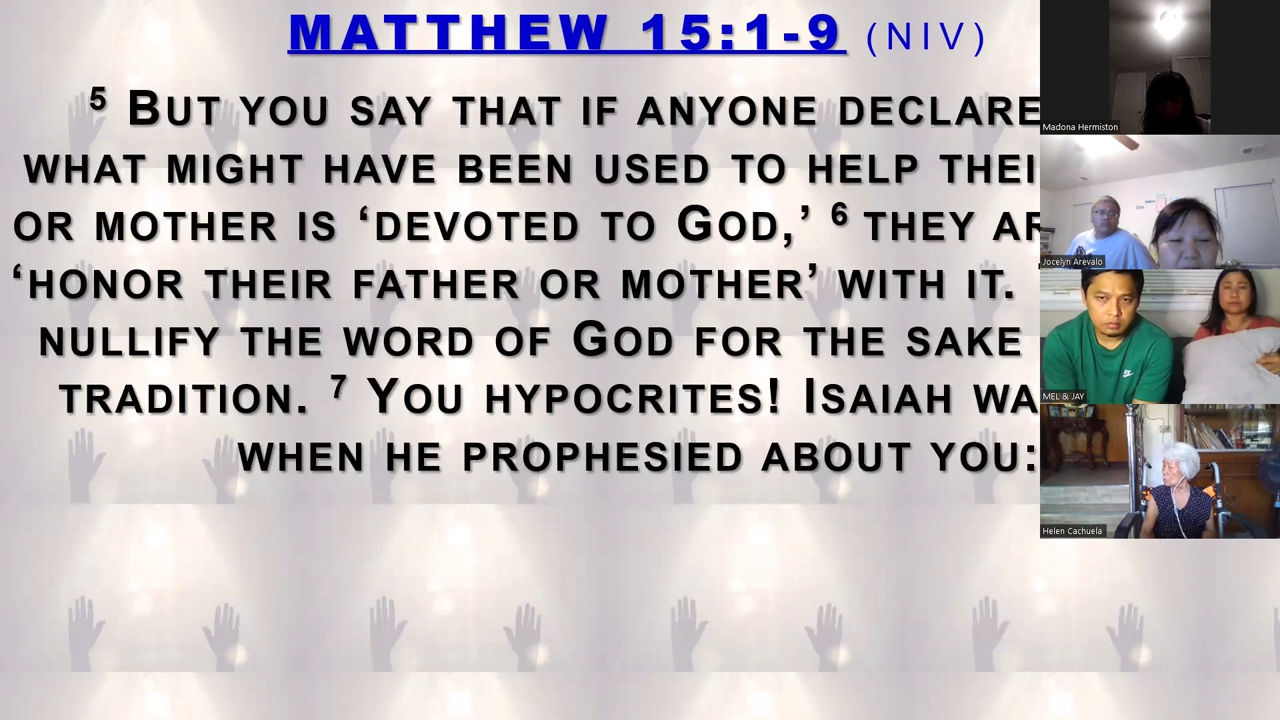 MATTHEW 15:1-9 (NIV)
5 BUT YOU SAY THAT IF ANYONE DECLARE
WHAT MIGHT HAVE BEEN USED TO HELP THEI
OR MOTHER IS ‘DEVOTED TO GOD,’ 6 THEY AR
‘HONOR THEIR FATHER OR MOTHER’ WITH IT.
NULLIFY THE WORD OF GOD FOR THE SAKE
TRADITION. 7 YOU HYPOCRITES! ISAIAH WA
WHEN HE PROPHESIED ABOUT YOU:
Madona Hermiston
Jocelyn Arevalo
MEL & JAY
Helen Cachuela